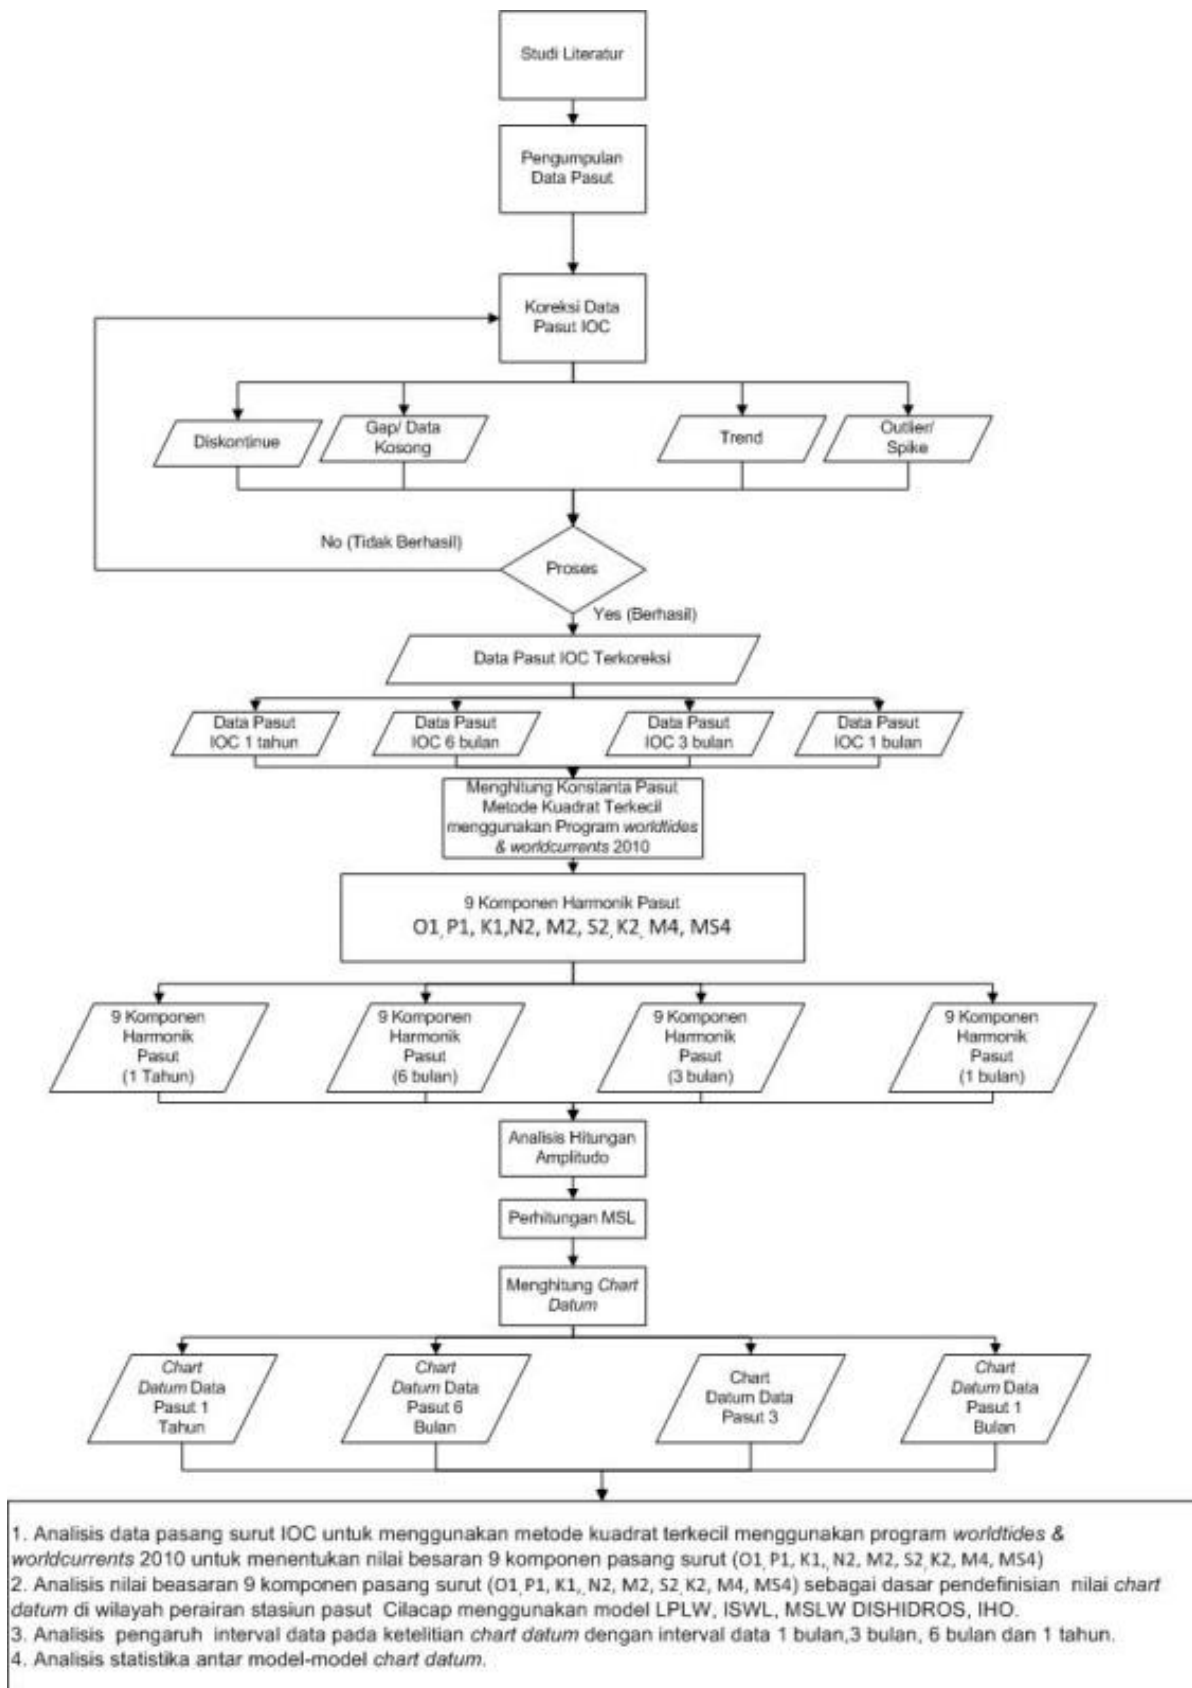 Studi Literatur
Pengumpulan
Data Pasut
Koreksi Data
Pasut IOC
Diskontinue
Gap/ Data
Kosong
Trend
Outlier/
Spike
No (Tidak Berhasil)
Proses
Yes (Berhasil)
Data Pasut IOC Terkoreksi
Data Pasut
IOC 1 tahun
Data Pasut
IOC 6 bulan
Data Pasut
IOC 3 bulan
Data Pasut
IOC 1 bulan
Menghitung Konstanta Pasut
Metode Kuadrat Terkecil
menggunakan Program worldtides
& worldcurrents 2010
9 Komponen Harmonik Pasut
O1, P1, K1,N2, M2, S2, K2, M4, MS4
9 Komponen
Harmonik
Pasut
(1 Tahun)
9 Komponen
Harmonik
Pasut
(6 bulan)
9 Komponen
Harmonik
Pasut
(3 bulan)
9 Komponen
Harmonik
Pasut
(1 bulan)
Analisis Hitungan
Amplitudo
Perhitungan MSL
Menghitung Chart
Datum
Chart
Datum Data
Pasut 1
Tahun
Chart
Datum Data
Pasut 6
Bulan
Chart
Datum Data
Pasut 3
Chart
Datum Data
Pasut 1
Bulan
1. Analisis data pasang surut IOC untuk menggunakan metode kuadrat terkecil menggunakan program worldtides &
worldcurrents 2010 untuk menentukan nilai besaran 9 komponen pasang surut (O1, P1, K1, N2, M2, S2, K2, M4, MS4)
2. Analisis nilai beasaran 9 komponen pasang surut (O1, P1, K1, N2, M2, S2, K2, M4, MS4) sebagai dasar pendefinisian nilai chart
datum di wilayah perairan stasiun pasut Cilacap menggunakan model LPLW, ISWL, MSLW DISHIDROS, IHO.
3. Analisis pengaruh interval data pada ketelitian chart datum dengan interval data 1 bulan,3 bulan, 6 bulan dan 1 tahun.
4. Analisis statistika antar model-model chart datum.